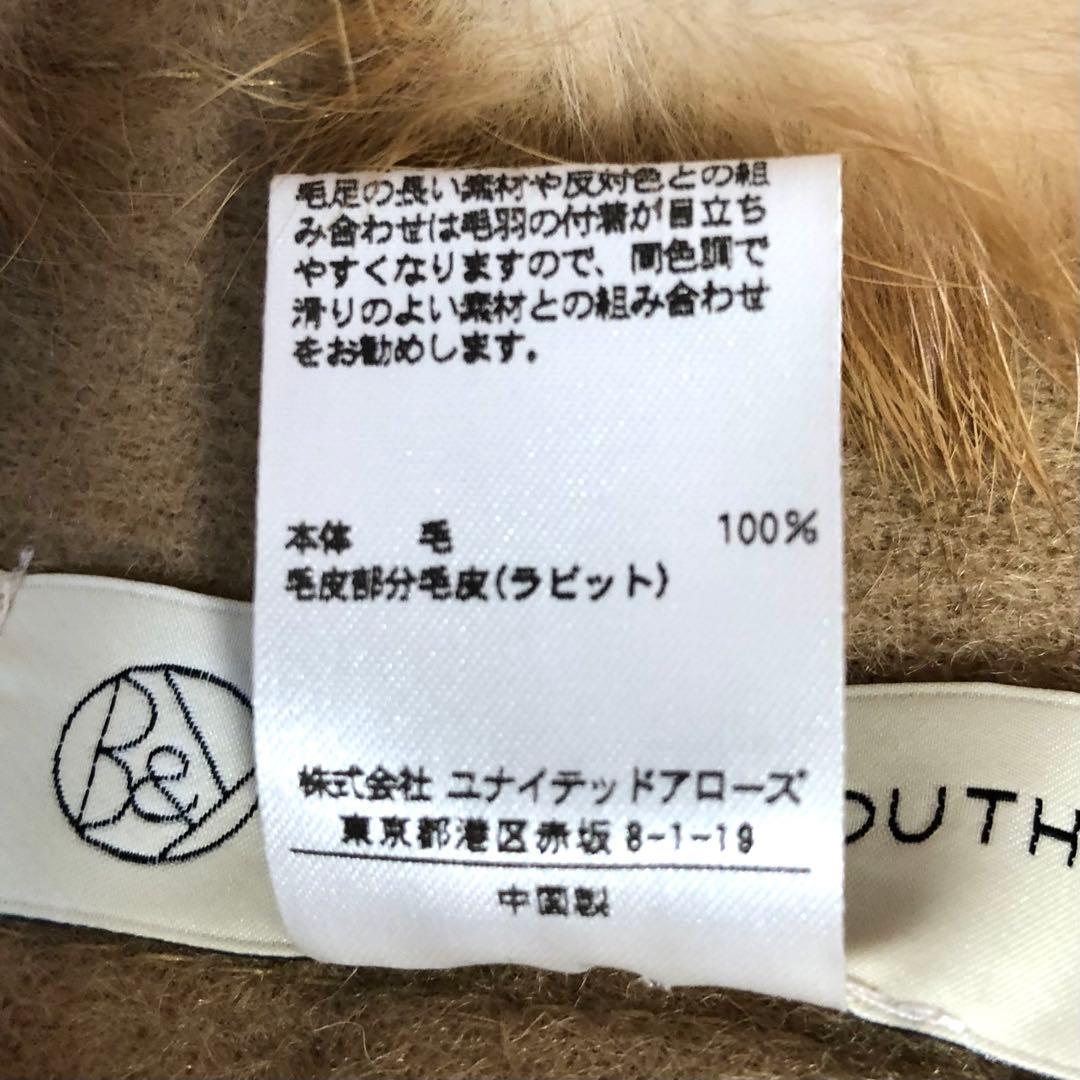 毛足の長い素材や反対色との組
み合わせは毛羽の付着が目立ち
やすくなりますので、同色調で
滑りのよい素材との組み合わせ
をお勧めします。
本体 毛 100%
毛皮部分毛皮(ラビット)
株式会社 ユナイテッドアローズ
東京都港区赤坂 8-1-19
中国製
B&Y
OUTH